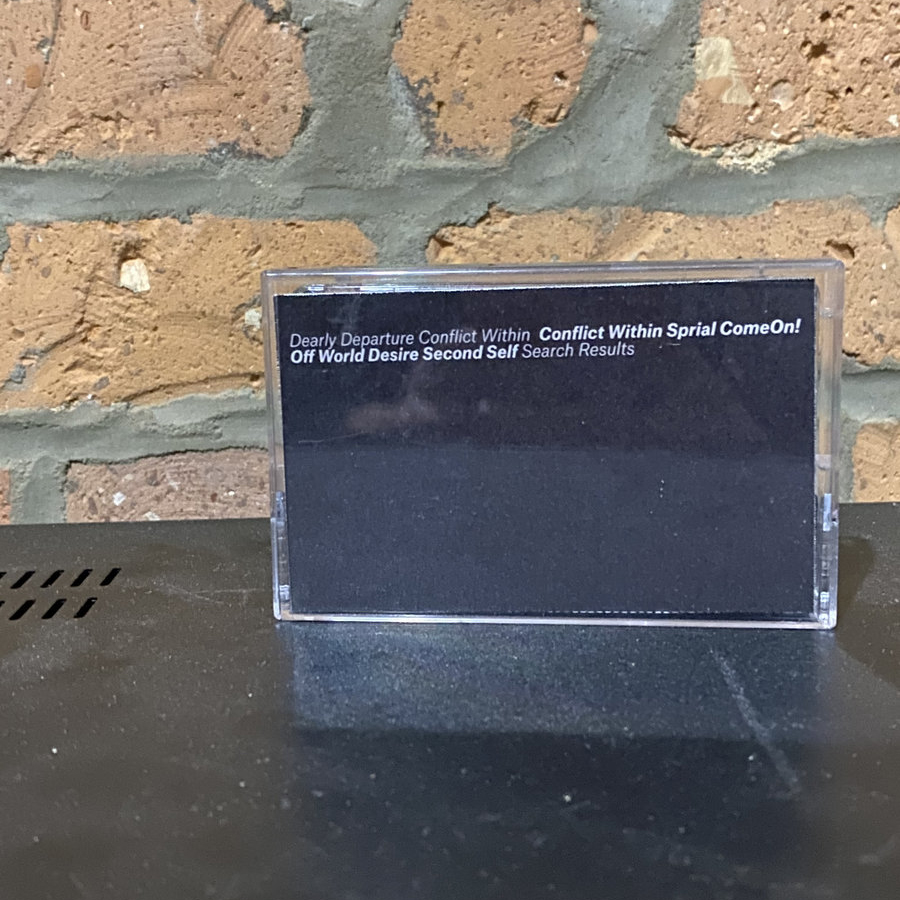 Dearly Departure Conflict Within Conflict Within Sprial ComeOn!
Off World Desire Second Self Search Results